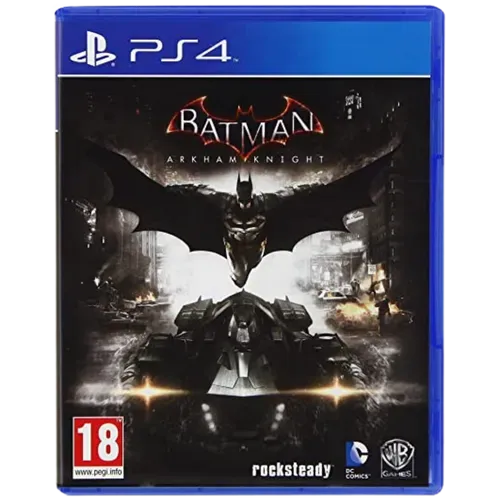 PS4
BATMAN
ARKHAM KNIGHT
18
www.pegi.info
rocksteady
DC
COMICS
WB
GAMES